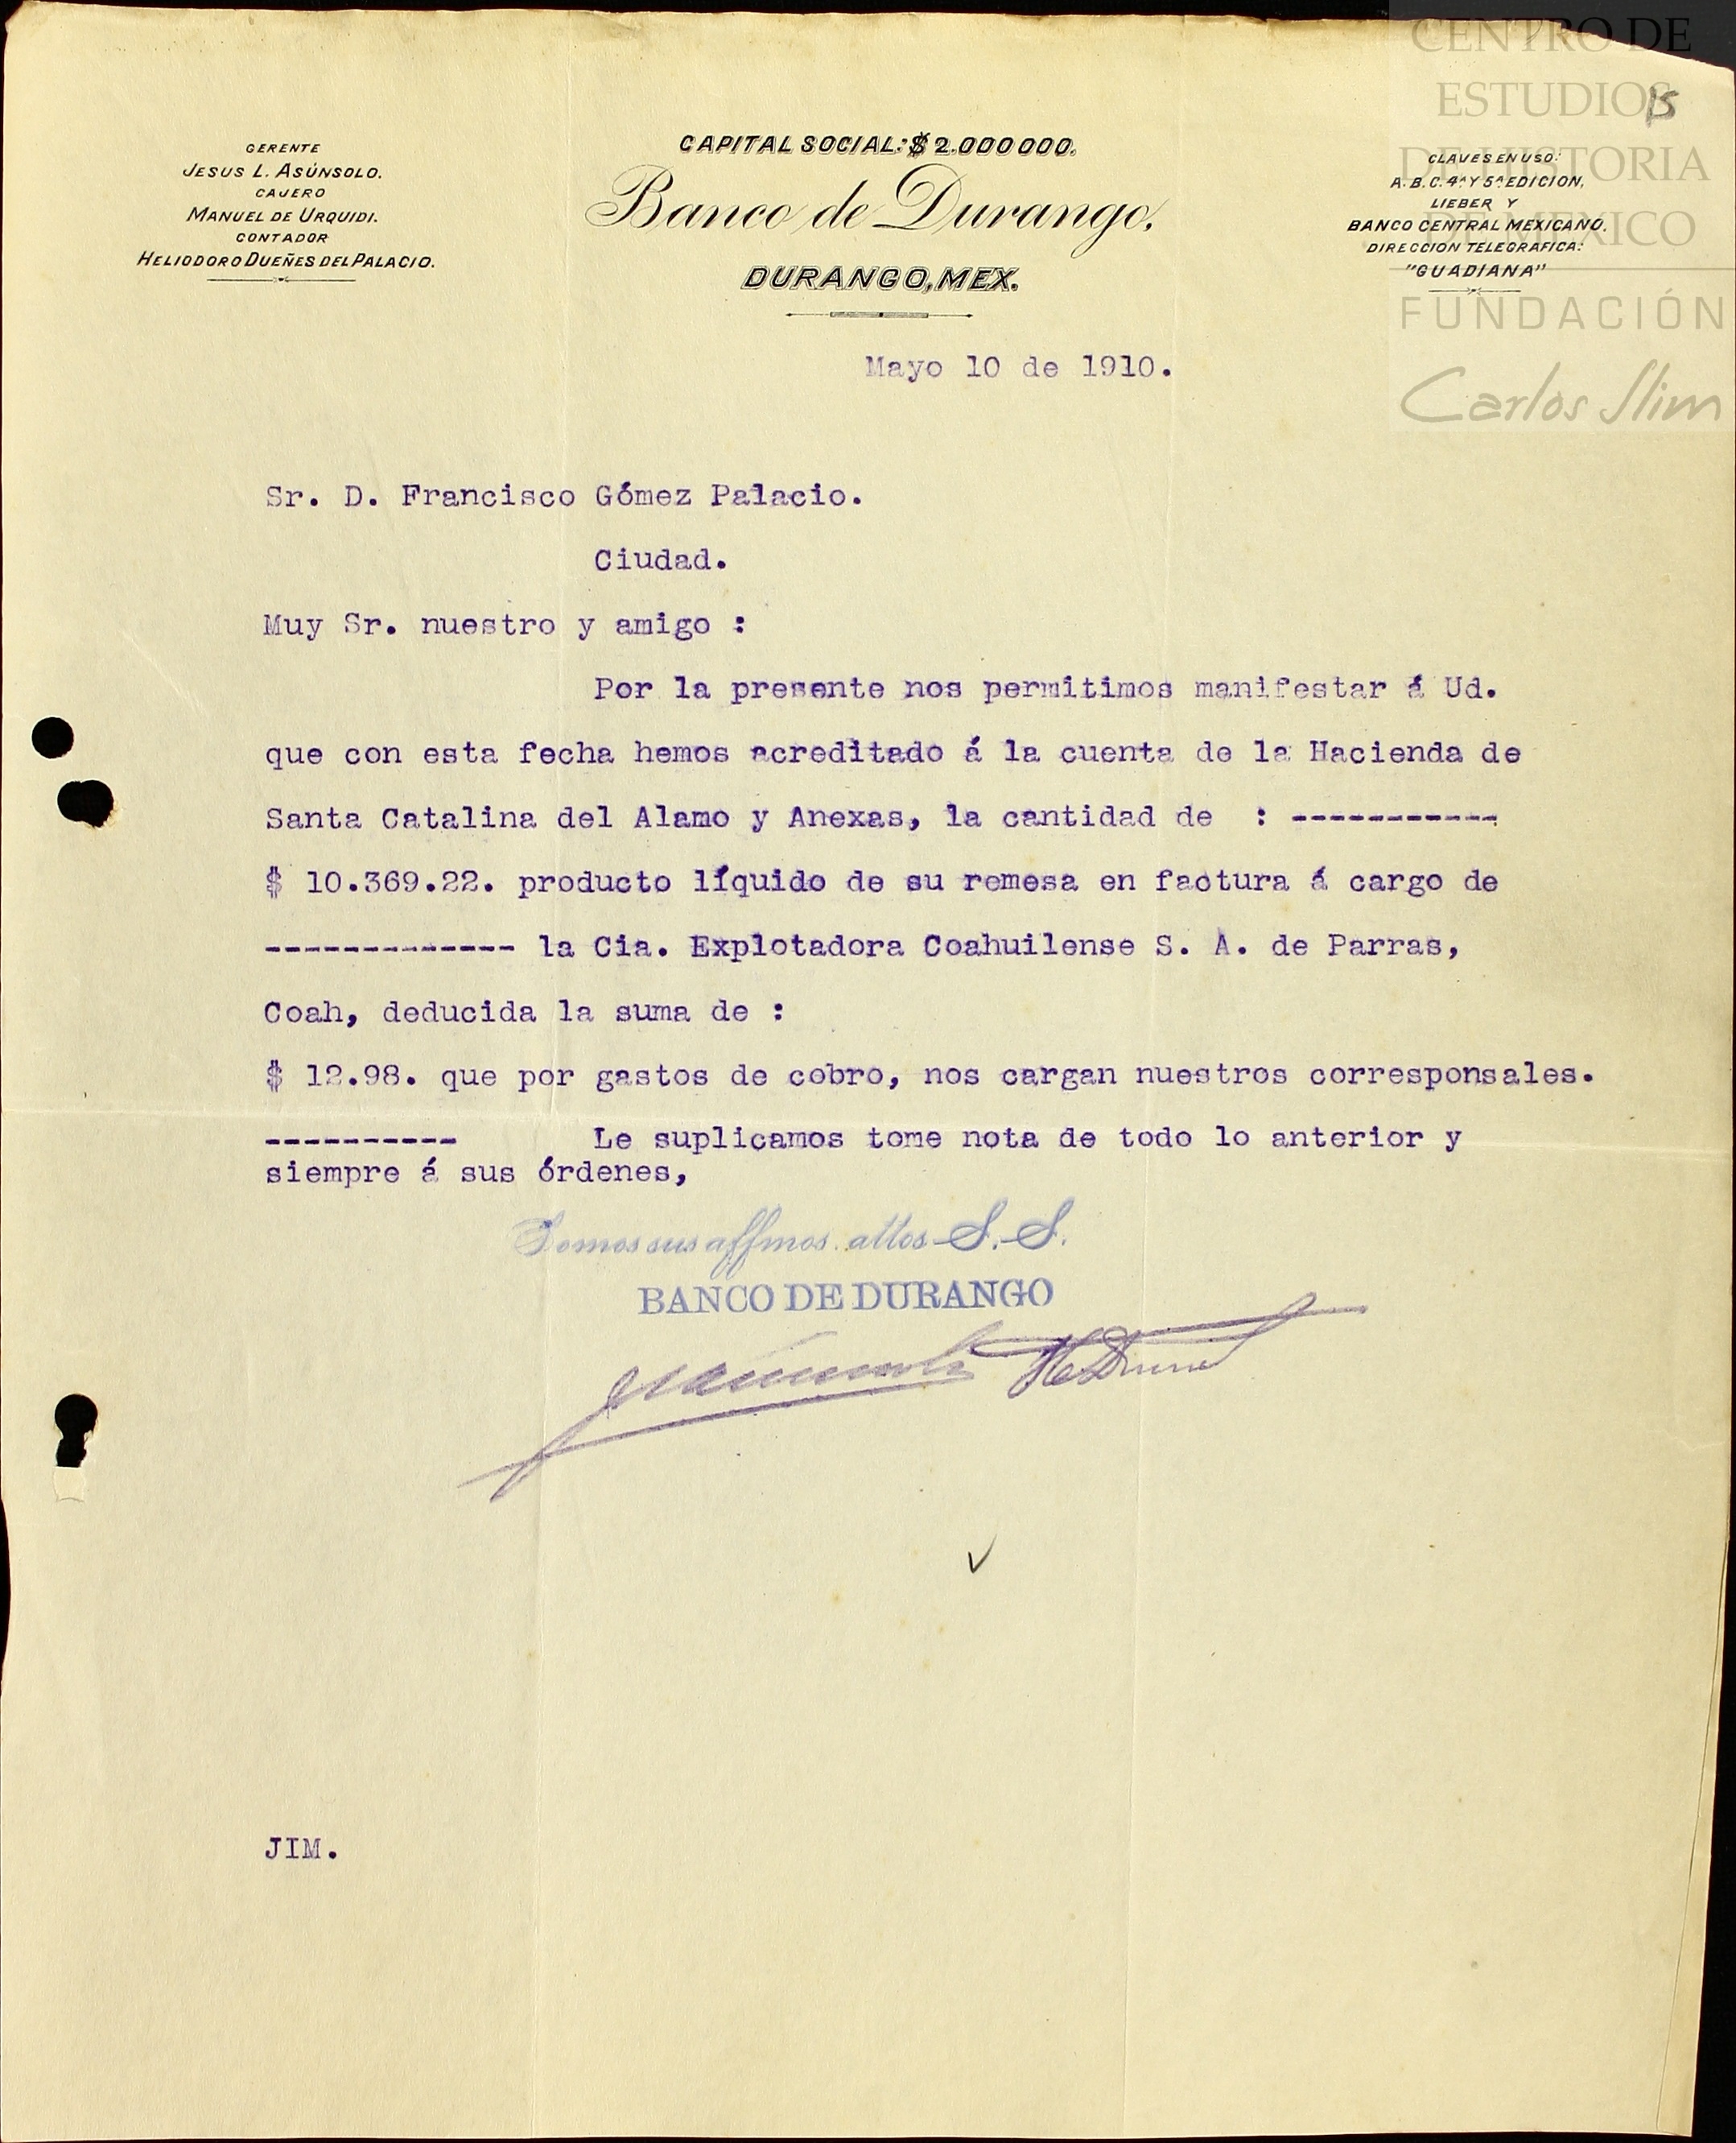 CENTRO DE
ESTUDIOS
DE HISTORIA
DE MEXICO
FUNDACIÓN
Carlos Slim
15
GERENTE
JESUS L. ASÚNSOLO.
CAJERO
MANUEL DE URQUIDI.
CONTADOR
HELIODORO DUEÑES DEL PALACIO.
CAPITAL SOCIAL: $ 2.000000.
Banco de Durango.
DURANGO, MEX.
CLAVES EN USO:
A. B. C. 4ª Y 5ª EDICION,
LIEBER Y
BANCO CENTRAL MEXICANO.
DIRECCION TELEGRAFICA:
"GUADIANA"
Mayo 10 de 1910.
Sr. D. Francisco Gómez Palacio.
Ciudad.
Muy Sr. nuestro y amigo :
Por la presente nos permitimos manifestar á Ud.
que con esta fecha hemos acreditado á la cuenta de la Hacienda de
Santa Catalina del Alamo y Anexas, la cantidad de : -----------
$ 10.369.22. producto líquido de su remesa en factura á cargo de
------------- la Cia. Explotadora Coahuilense S. A. de Parras,
Coah, deducida la suma de :
$ 12.98. que por gastos de cobro, nos cargan nuestros corresponsales.
---------- Le suplicamos tome nota de todo lo anterior y
siempre á sus órdenes,
Somos sus affmos. attos S. S.
BANCO DE DURANGO
JIM.